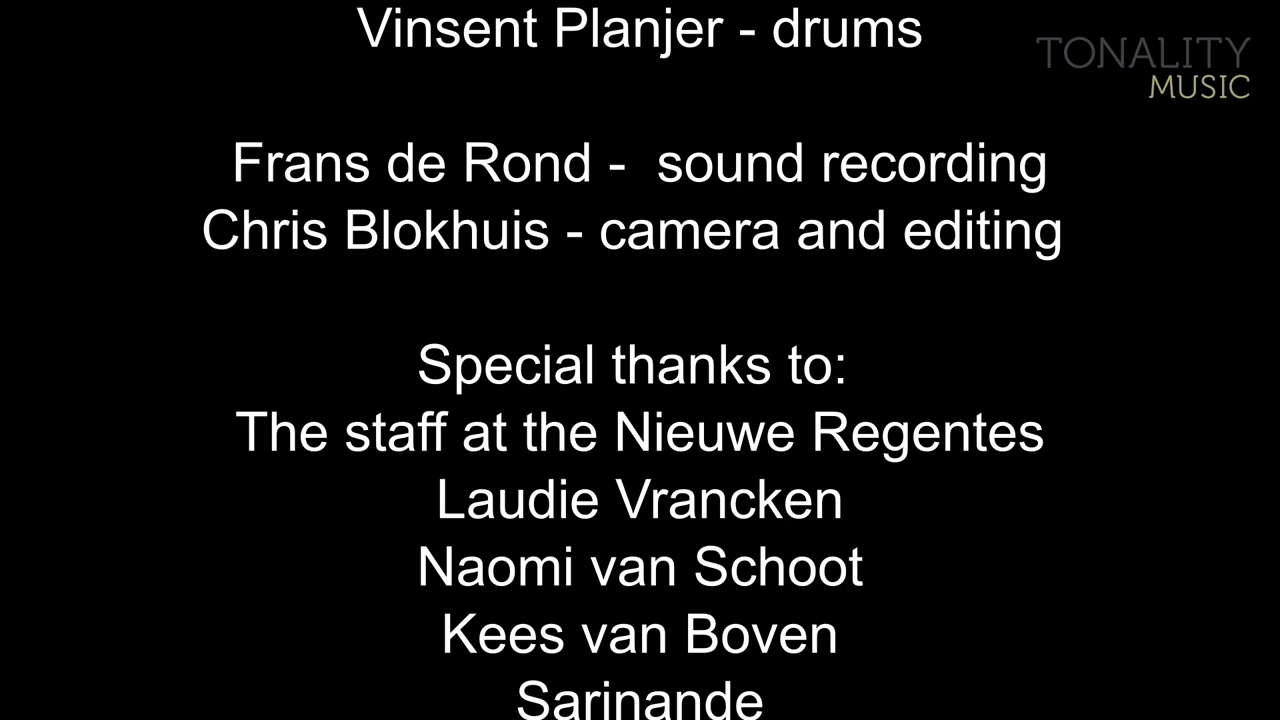 Vinsent Planjer - drums
TONALITY
MUSIC
Frans de Rond -  sound recording
Chris Blokhuis - camera and editing
Special thanks to:
The staff at the Nieuwe Regentes
Laudie Vrancken
Naomi van Schoot
Kees van Boven
Sarinande